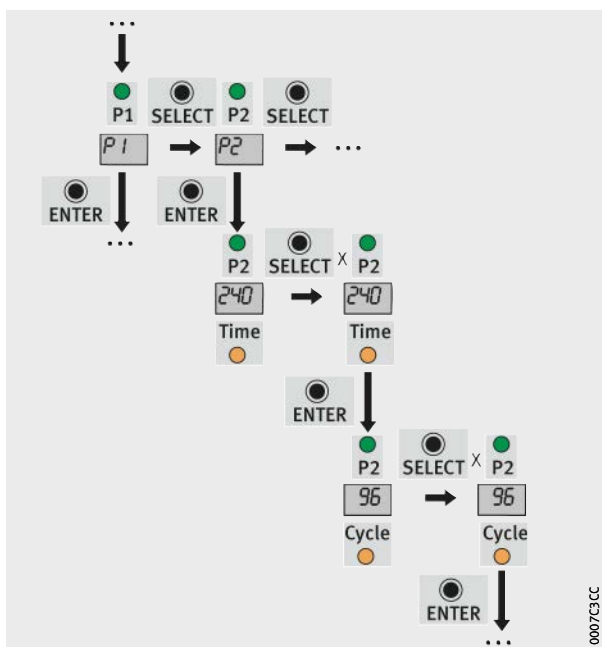 ...
P1 SELECT P2 SELECT
P1 P2 ...
ENTER ENTER
...
P2 SELECT X P2
240 240
Time Time
ENTER
P2 SELECT X P2
96 96
Cycle Cycle
ENTER
...
0007C3CC